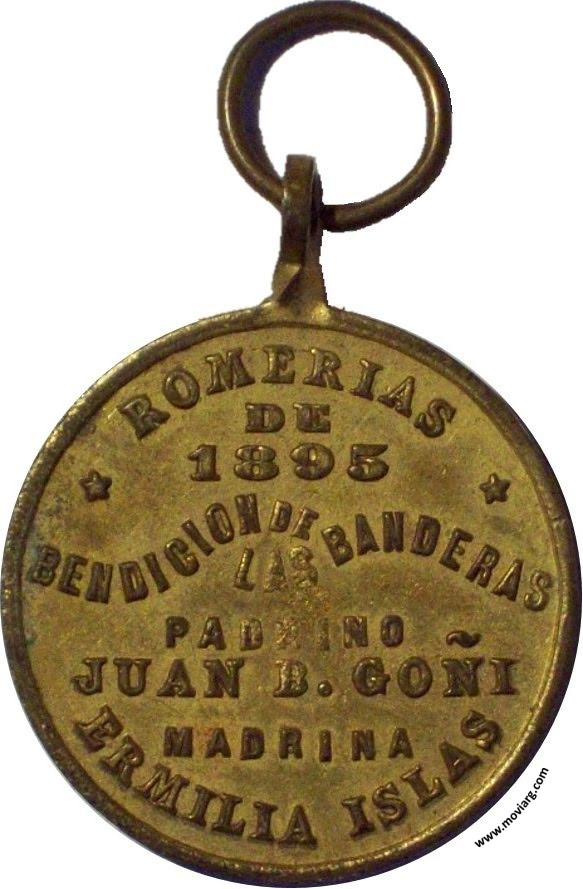 ROMERIAS
DE
1895
BENDICION DE LAS BANDERAS
PADRINO
JUAN B. GOÑI
MADRINA
ERMILIA ISLAS
www.moviarg.com